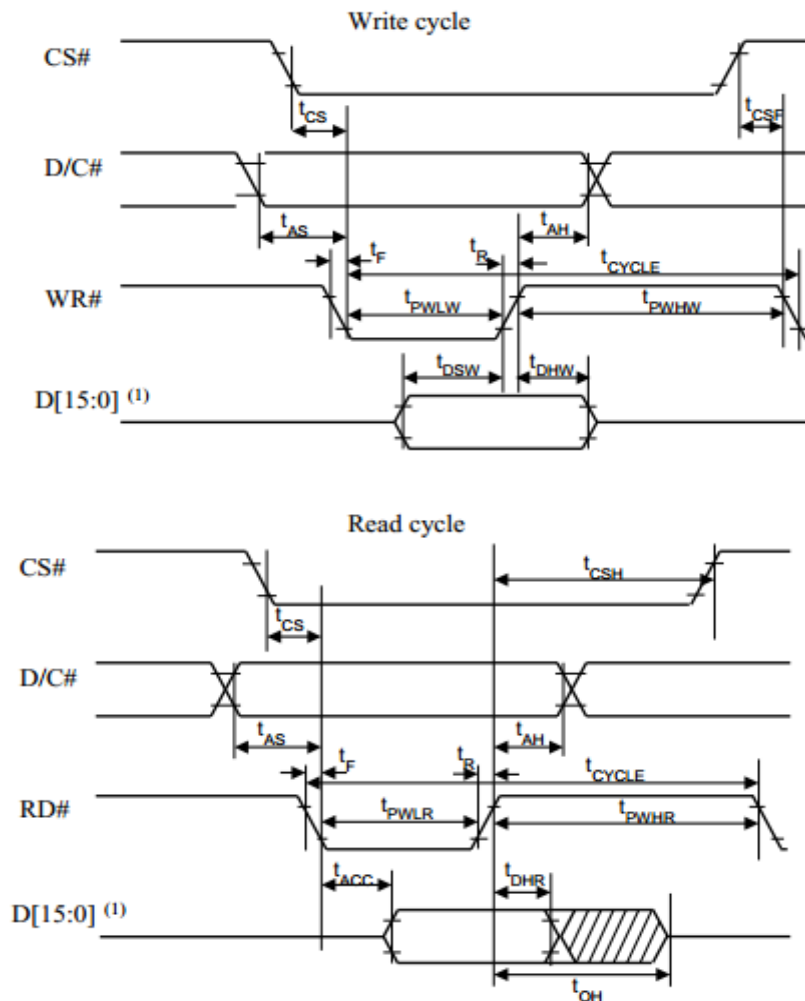 Write cycle
CS#
tCS
tCSF
D/C#
tAS
tF
tR
tAH
tCYCLE
WR#
tPWLW
tPWHW
tDSW
tDHW
D[15:0] (1)
Read cycle
CS#
tCSH
tCS
D/C#
tAS
tF
tR
tAH
tCYCLE
RD#
tPWLR
tPWHR
tACC
tDHR
D[15:0] (1)
tOH